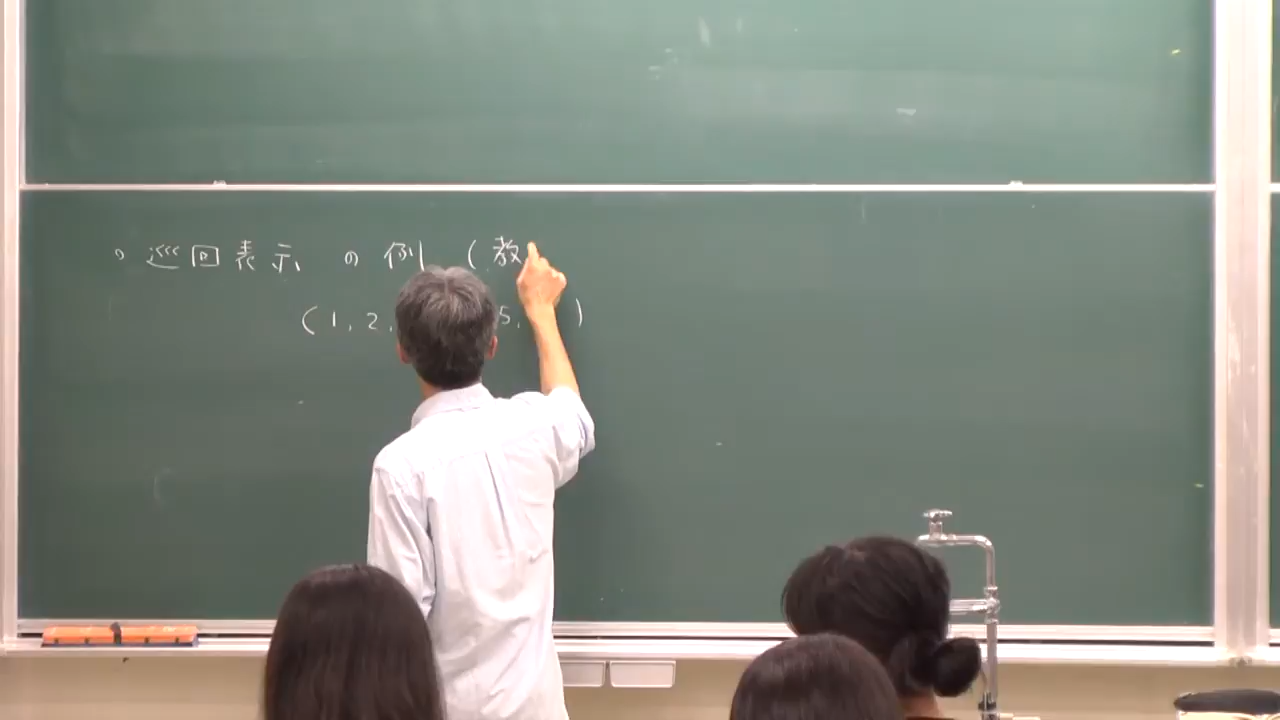 。巡回表示 の 例 (教
(1, 2, 5, )